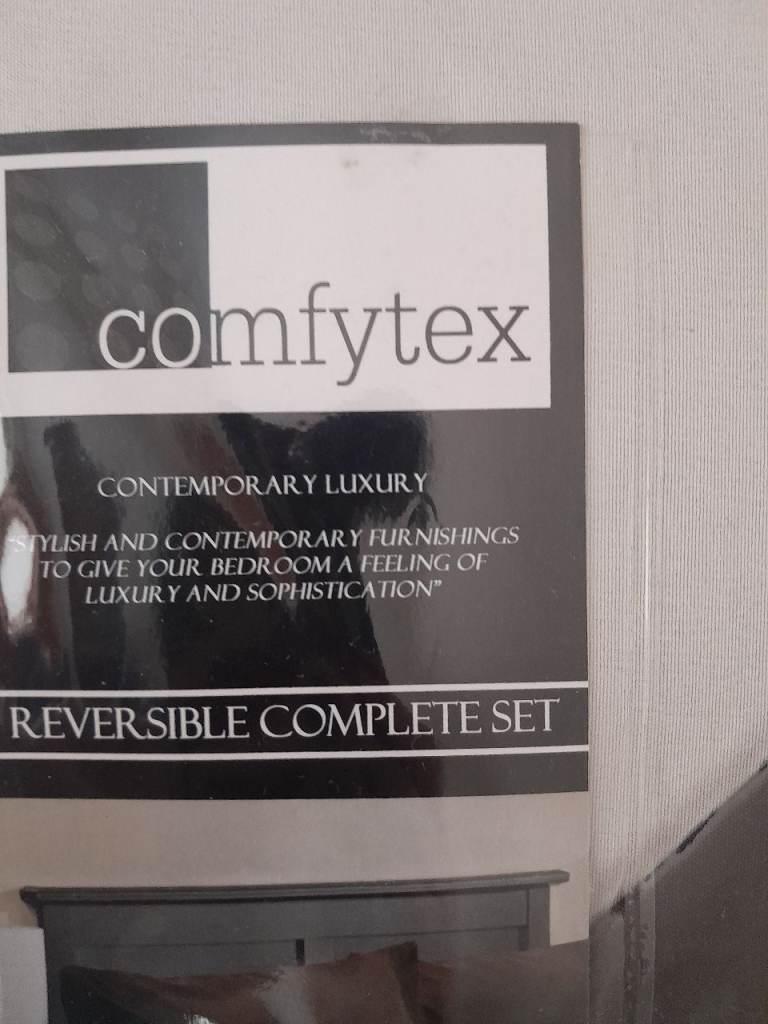 comfytex
CONTEMPORARY LUXURY
"STYLISH AND CONTEMPORARY FURNISHINGS
TO GIVE YOUR BEDROOM A FEELING OF
LUXURY AND SOPHISTICATION"
REVERSIBLE COMPLETE SET